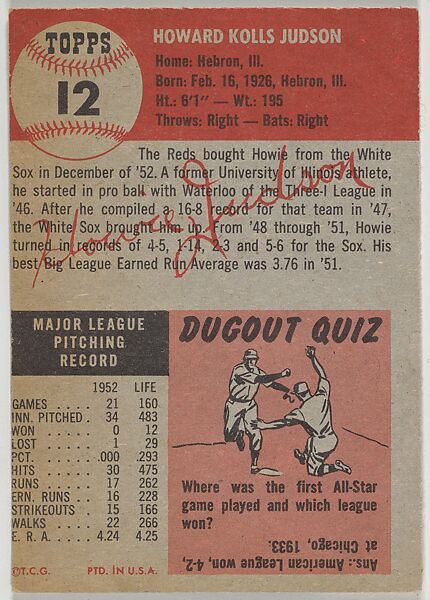 TOPPS
12
HOWARD KOLLS JUDSON
Home: Hebron, Ill.
Born: Feb. 16, 1926, Hebron, Ill.
Ht.: 6'1" — Wt.: 195
Throws: Right — Bats: Right
The Reds bought Howie from the White
Sox in December of '52. A former University of Illinois athlete,
he started in pro ball with Waterloo of the Three-I League in
'46. After he compiled a 16-8 record for that team in '47,
the White Sox brought him up. From '48 through '51, Howie
turned in records of 4-5, 1-14, 2-3 and 5-6 for the Sox. His
best Big League Earned Run Average was 3.76 in '51.
Howie Judson
MAJOR LEAGUE
PITCHING
RECORD
1952 LIFE
GAMES . . . . . 21 160
INN. PITCHED . 34 483
WON . . . . . . 0 12
LOST . . . . . 1 29
PCT. . . . . . .000 .293
HITS . . . . . 30 475
RUNS . . . . . 17 262
ERN. RUNS . . 16 228
STRIKEOUTS . . 15 166
WALKS . . . . 22 266
E. R. A. . . . . 4.24 4.25
©T.C.G. PTD. IN U.S.A.
DUGOUT QUIZ
Where was the first All-Star
game played and which league
won?
Ans.: American League won, 4-2,
at Chicago, 1933.